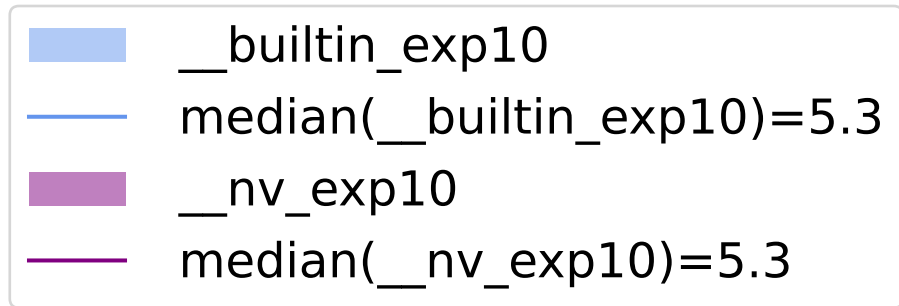 __builtin_exp10
median(__builtin_exp10)=5.3
__nv_exp10
median(__nv_exp10)=5.3